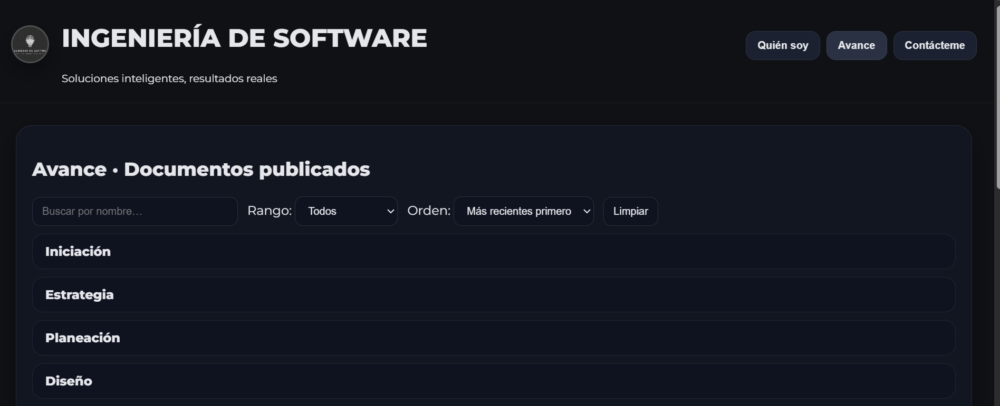 INGENIERÍA DE SOFTWARE
Soluciones inteligentes, resultados reales
Quién soy
Avance
Contácteme
Avance • Documentos publicados
Buscar por nombre…
Rango: Todos
Orden: Más recientes primero
Limpiar
Iniciación
Estrategia
Planeación
Diseño